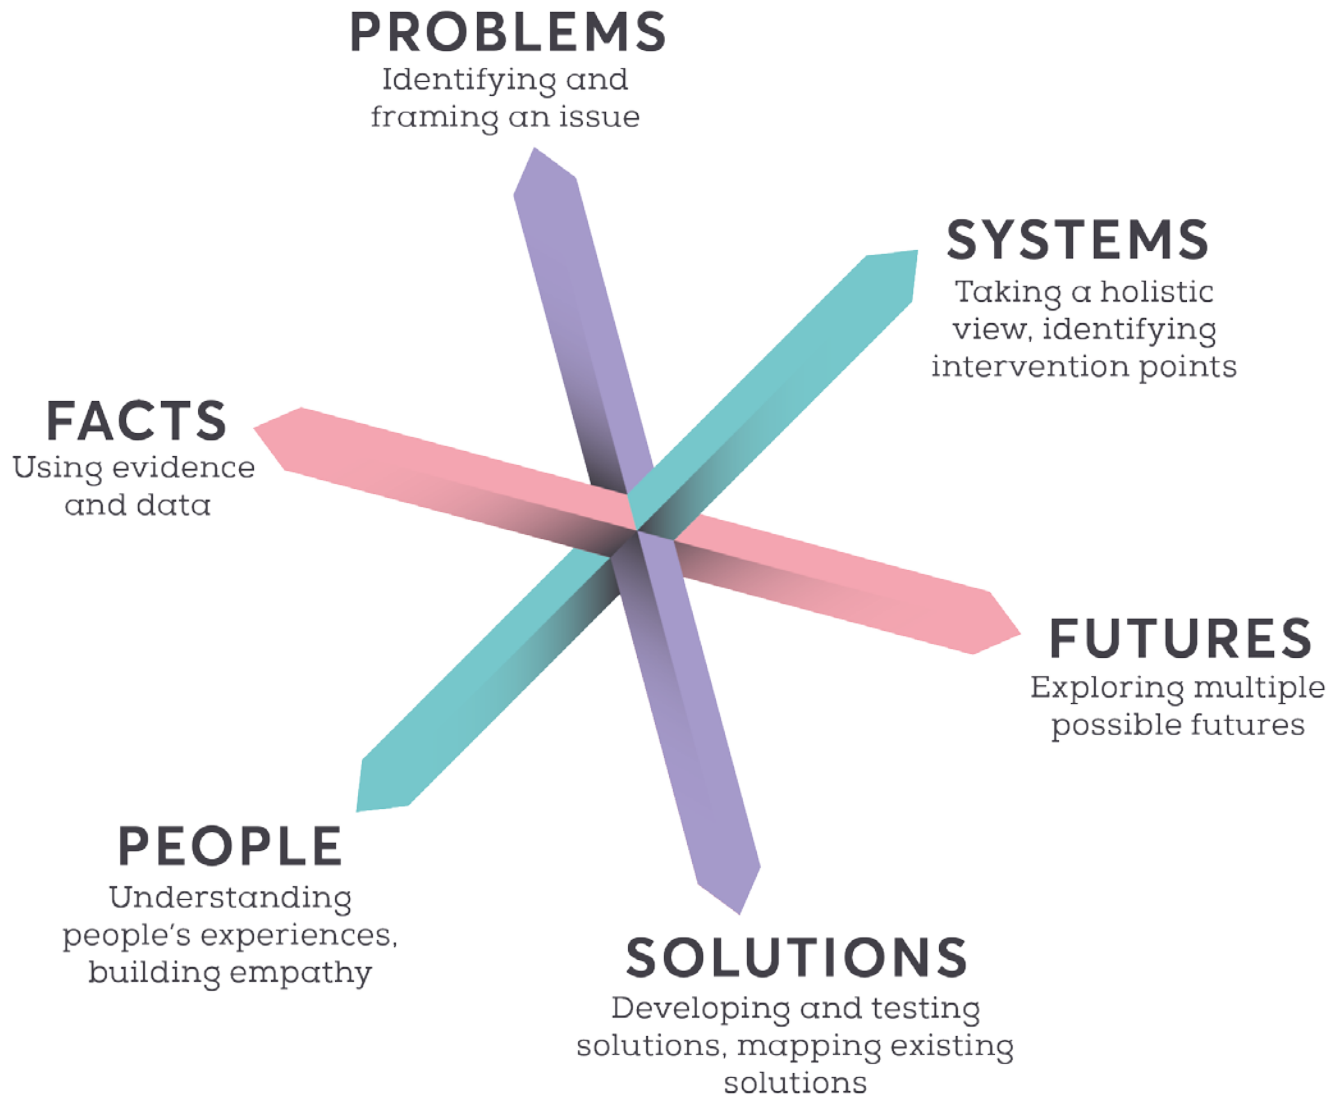 PROBLEMS
Identifying and
framing an issue
SYSTEMS
Taking a holistic
view, identifying
intervention points
FACTS
Using evidence
and data
FUTURES
Exploring multiple
possible futures
PEOPLE
Understanding
people's experiences,
building empathy
SOLUTIONS
Developing and testing
solutions, mapping existing
solutions